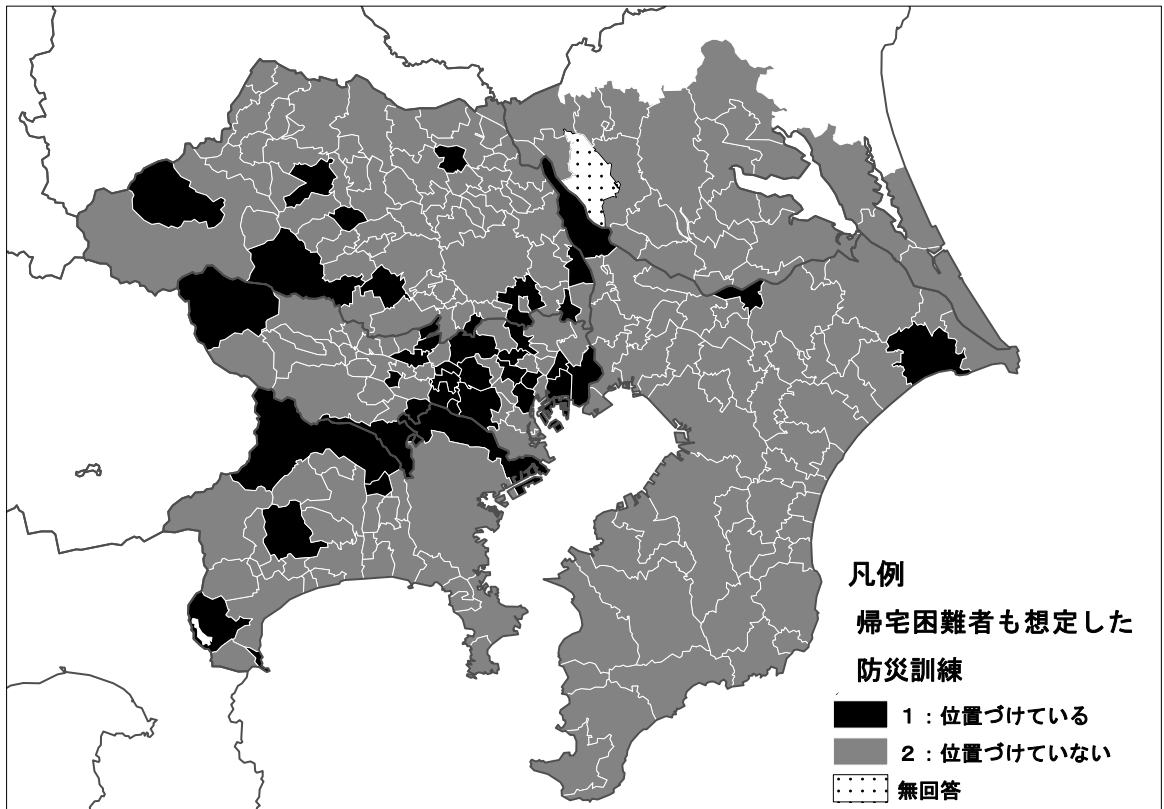 凡例
帰宅困難者も想定した
防災訓練
1：位置づけている
2：位置づけていない
無回答